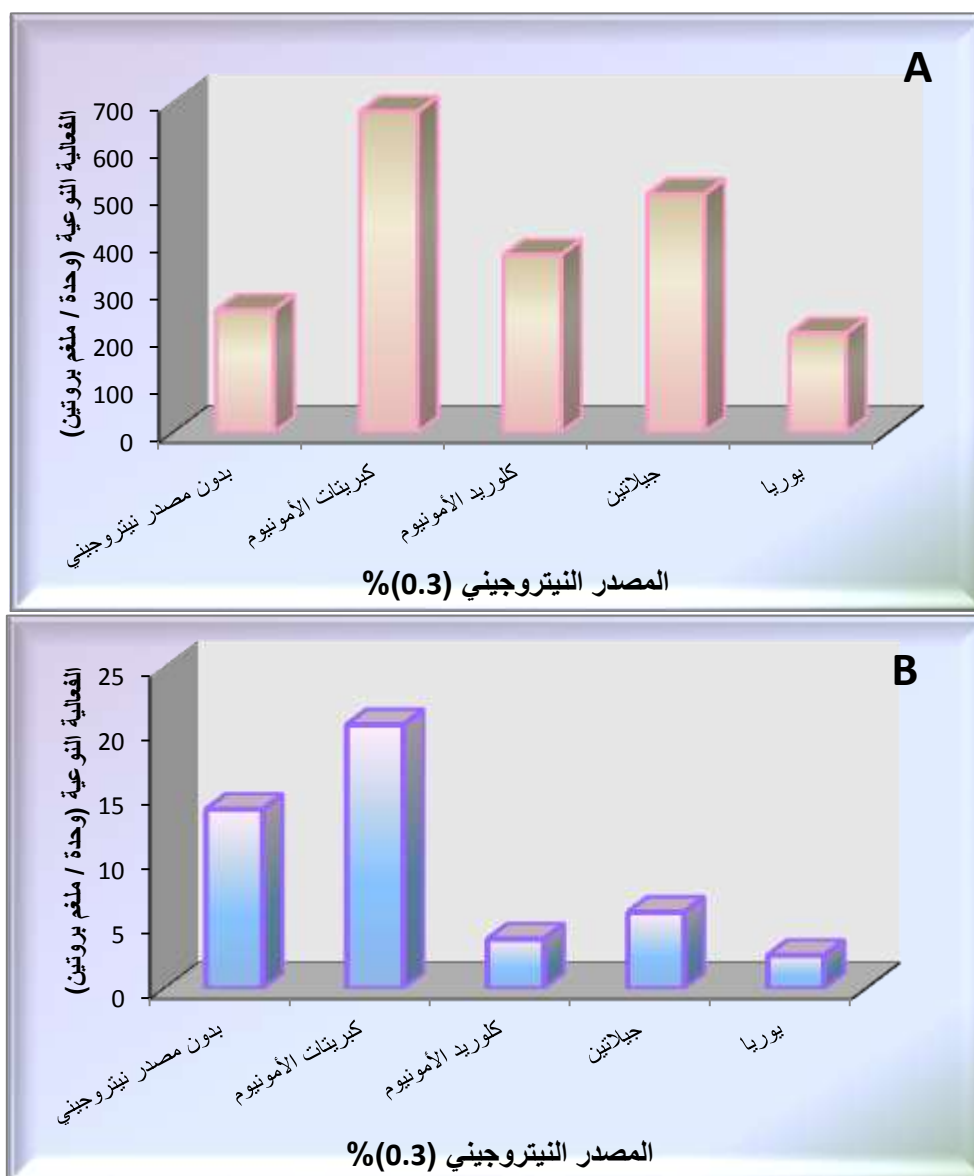 A
الفعالية النوعية (وحدة / ملغم بروتين)
700
600
500
400
300
200
100
0
بدون مصدر نيتروجيني
كبريتات الأمونيوم
كلوريد الأمونيوم
جيلاتين
يوريا
المصدر النيتروجيني (0.3)%
B
الفعالية النوعية (وحدة / ملغم بروتين)
25
20
15
10
5
0
بدون مصدر نيتروجيني
كبريتات الأمونيوم
كلوريد الأمونيوم
جيلاتين
يوريا
المصدر النيتروجيني (0.3)%